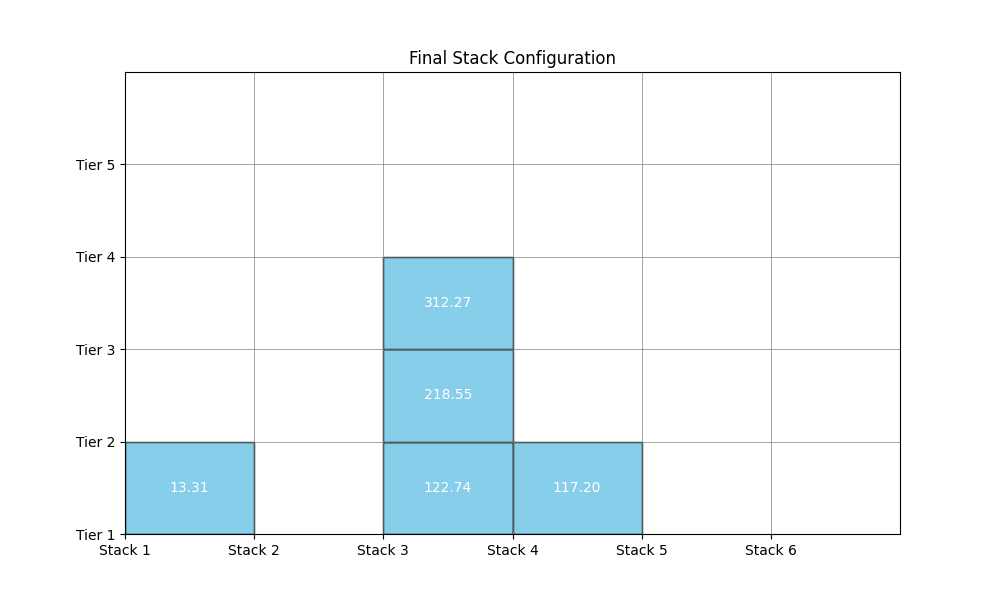 Final Stack Configuration
Tier 5
Tier 4
312.27
Tier 3
218.55
Tier 2
13.31 122.74 117.20
Tier 1
Stack 1 Stack 2 Stack 3 Stack 4 Stack 5 Stack 6